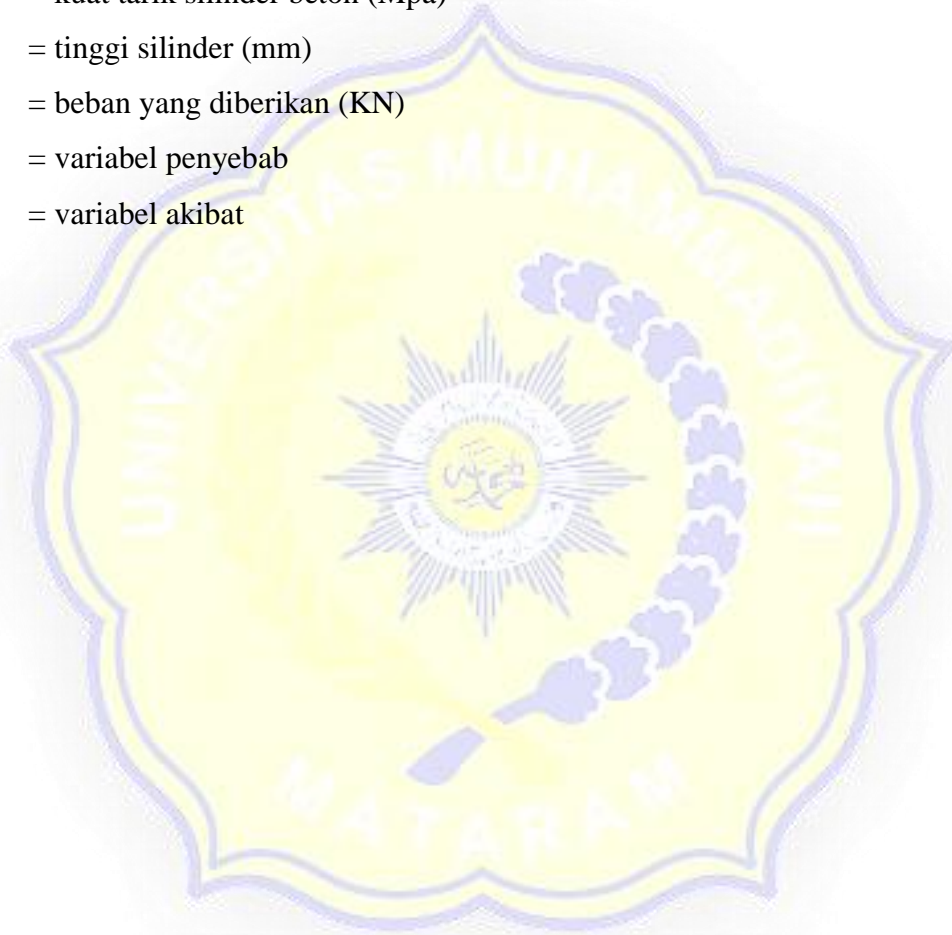 kuat tarik silinder beton (Mpa)
= tinggi silinder (mm)
= beban yang diberikan (KN)
= variabel penyebab
= variabel akibat
UNIVERSITAS MUHAMMADIYAH
MATARAM